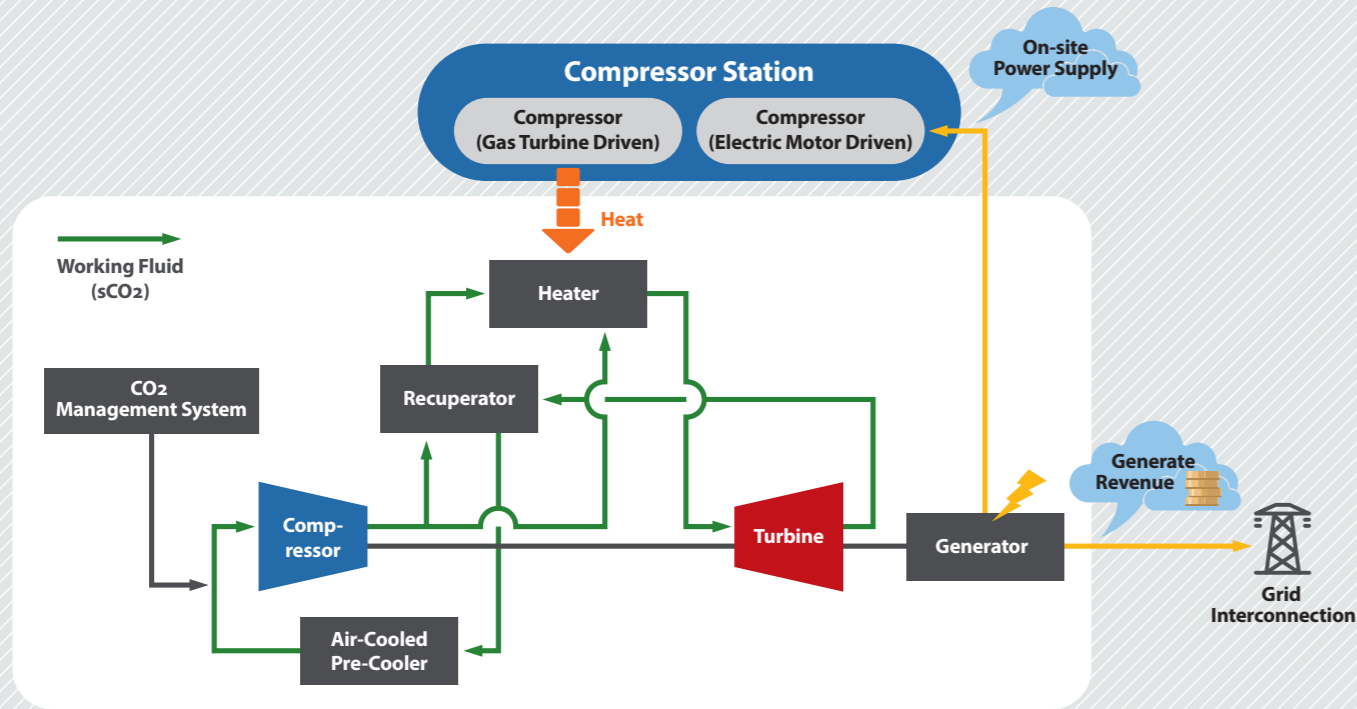 On-site
Power Supply
Compressor Station
Compressor
(Gas Turbine Driven)
Compressor
(Electric Motor Driven)
Heat
Working Fluid
(sCO2)
Heater
CO2
Management System
Recuperator
Generate
Revenue
Comp-
ressor
Turbine
Generator
Grid
Interconnection
Air-Cooled
Pre-Cooler